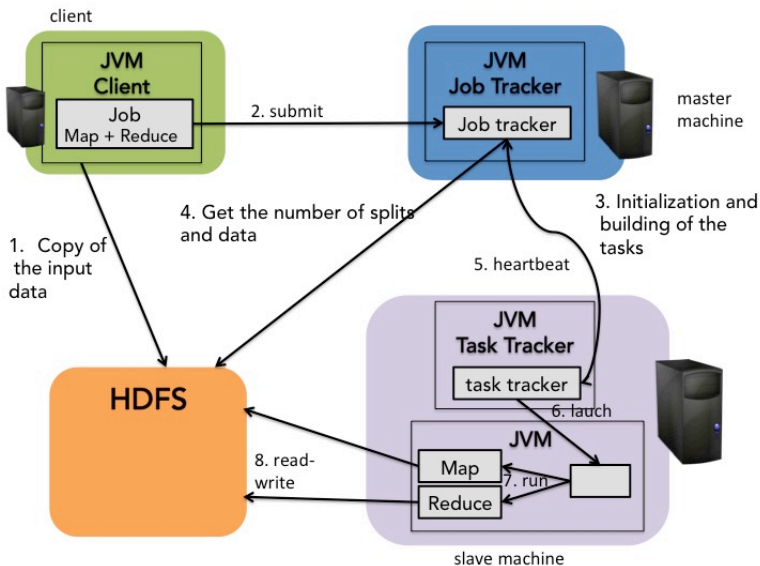 client
JVM
Client
Job
Map + Reduce
2. submit
JVM
Job Tracker
Job tracker
master
machine
1. Copy of
the input
data
4. Get the number of splits
and data
3. Initialization and
building of the
tasks
5. heartbeat
JVM
Task Tracker
task tracker
6. lauch
HDFS
JVM
Map
7. run
Reduce
8. read-
write
slave machine